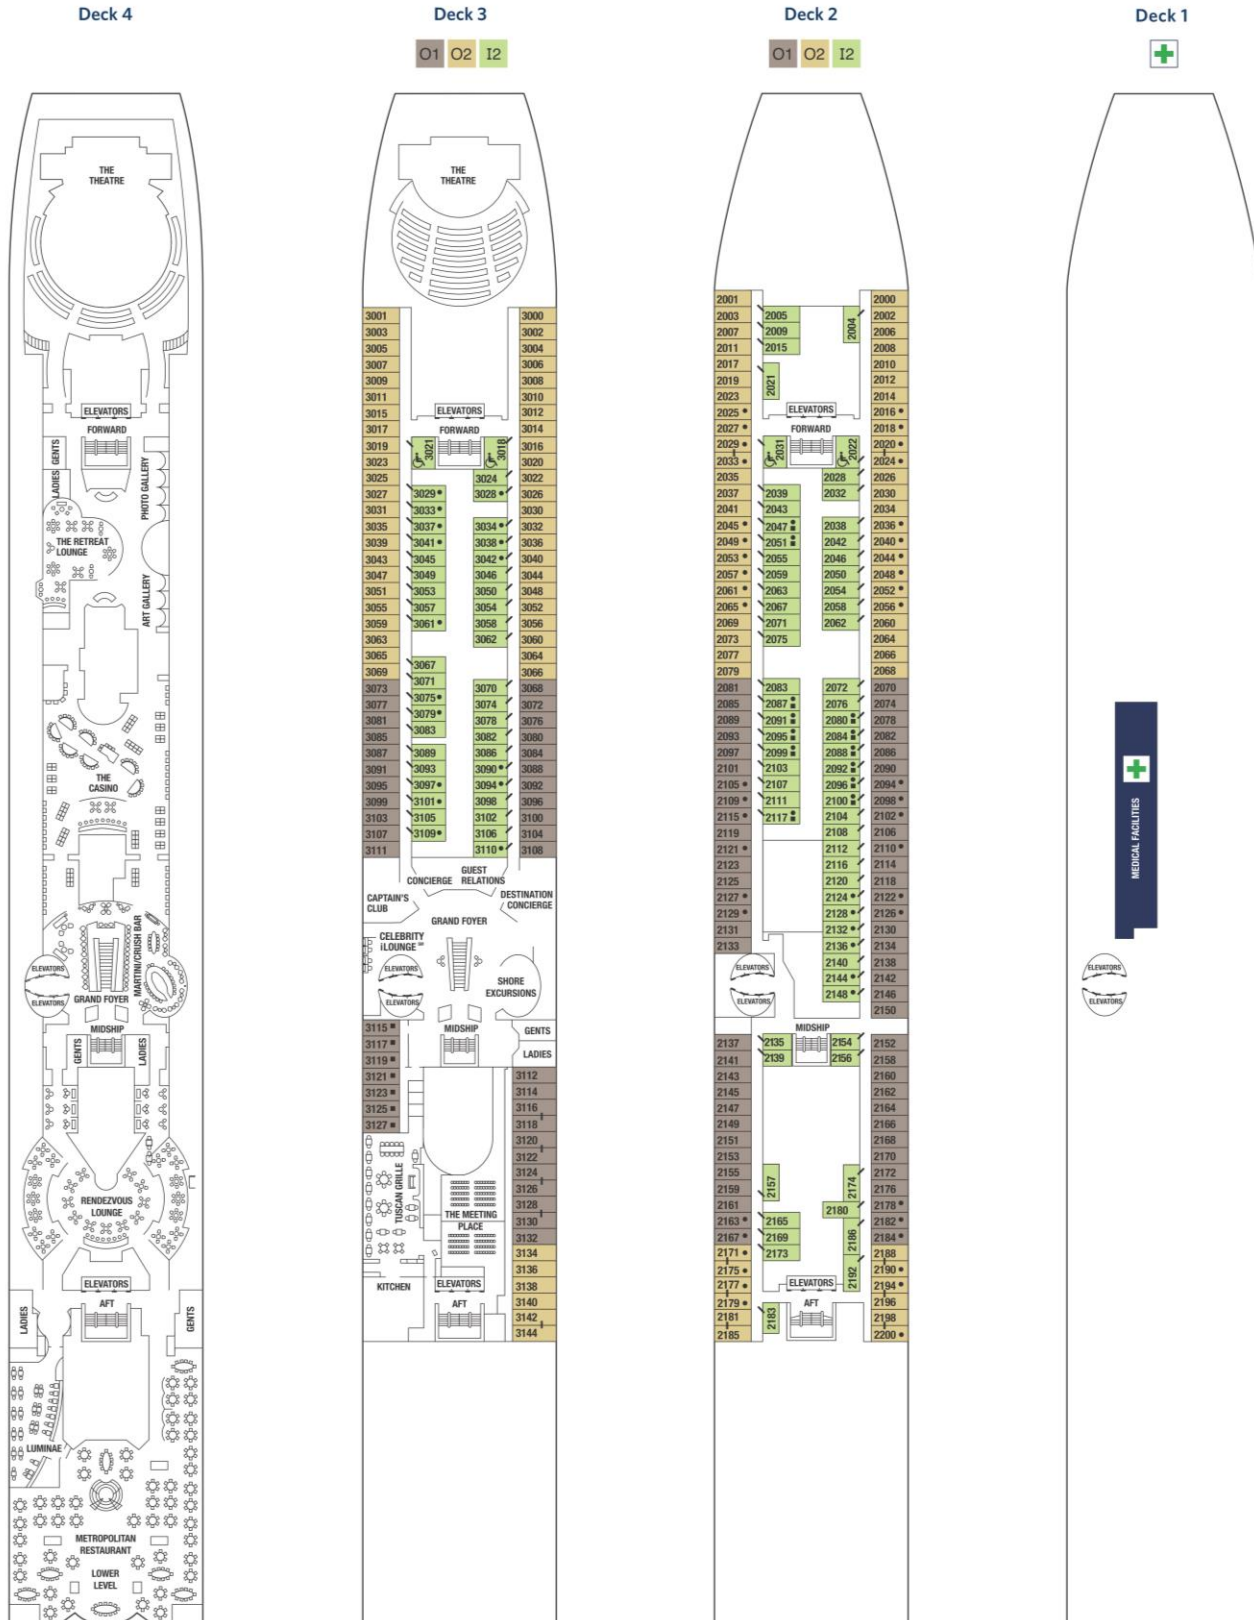 Deck 4
THE
THEATRE
ELEVATORS
FORWARD
GENTS
LADIES
PHOTO GALLERY
THE RETREAT
LOUNGE
ART GALLERY
THE
CASINO
MARTINI/CRUSH BAR
ELEVATORS
ELEVATORS
GRAND FOYER
MIDSHIP
GENTS
LADIES
RENDEZVOUS
LOUNGE
ELEVATORS
AFT
LADIES
GENTS
LUMINAE
METROPOLITAN
RESTAURANT
LOWER
LEVEL
Deck 3
O1 O2 I2
THE
THEATRE
3001 3000
3003 3002
3005 3004
3007 3006
3009 3008
3011 3010
3015 ELEVATORS 3012
3017 FORWARD 3014
3019 3021 3018 3016
3023 3020
3025 3024 3022
3027 3029 3028 3026
3031 3033 3030
3035 3037 3034 3032
3039 3041 3038 3036
3043 3045 3042 3040
3047 3049 3046 3044
3051 3053 3050 3048
3055 3057 3054 3052
3059 3061 3058 3056
3063 3062 3060
3065 3067 3064
3069 3071 3066
3073 3075 3070 3068
3077 3079 3074 3072
3081 3083 3078 3076
3085 3082 3080
3087 3089 3086 3084
3091 3093 3090 3088
3095 3097 3094 3092
3099 3101 3098 3096
3103 3105 3102 3100
3107 3109 3106 3104
3111 3110 3108
CONCIERGE
GUEST
RELATIONS
CAPTAIN'S
CLUB
DESTINATION
CONCIERGE
GRAND FOYER
CELEBRITY
iLOUNGE SM
ELEVATORS
ELEVATORS
SHORE
EXCURSIONS
3115 MIDSHIP GENTS
3117
3119 LADIES
3121 3112
3123 3114
3125 3116
3127 3118
3120
3122
3124
3126
3128
3130
3132
TUSCAN GRILLE
THE MEETING
PLACE
3134
3136
KITCHEN ELEVATORS 3138
AFT 3140
3142
3144
Deck 2
O1 O2 I2
2001 2000
2003 2005 2004 2002
2007 2009 2006
2011 2015 2008
2017 2010
2019 2021 2012
2023 2014
2025 ELEVATORS 2016
2027 FORWARD 2018
2029 2031 2022 2020
2033 2024
2035 2028 2026
2037 2039 2032 2030
2041 2043 2034
2045 2047 2038 2036
2049 2051 2042 2040
2053 2055 2046 2044
2057 2059 2050 2048
2061 2063 2054 2052
2065 2067 2058 2056
2069 2071 2062 2060
2073 2075 2064
2077 2066
2079 2068
2081 2083 2072 2070
2085 2087 2076 2074
2089 2091 2080 2078
2093 2095 2084 2082
2097 2099 2088 2086
2101 2103 2092 2090
2105 2107 2096 2094
2109 2111 2100 2098
2115 2117 2104 2102
2119 2108 2106
2121 2112 2110
2123 2116 2114
2125 2120 2118
2127 2124 2122
2129 2128 2126
2131 2132 2130
2133 2136 2134
ELEVATORS 2140 2138
2144 2142
ELEVATORS 2148 2146
2150
MIDSHIP
2137 2135 2154 2152
2141 2139 2156 2158
2143 2160
2145 2162
2147 2164
2149 2166
2151 2168
2153 2170
2155 2157 2174 2172
2159 2176
2161 2180 2178
2163 2165 2186 2182
2167 2169 2184
2171 2173 2188
2175 2192 2190
2177 ELEVATORS 2194
2179 2183 AFT 2196
2181 2198
2185 2200
Deck 1
MEDICAL FACILITIES
ELEVATORS
ELEVATORS